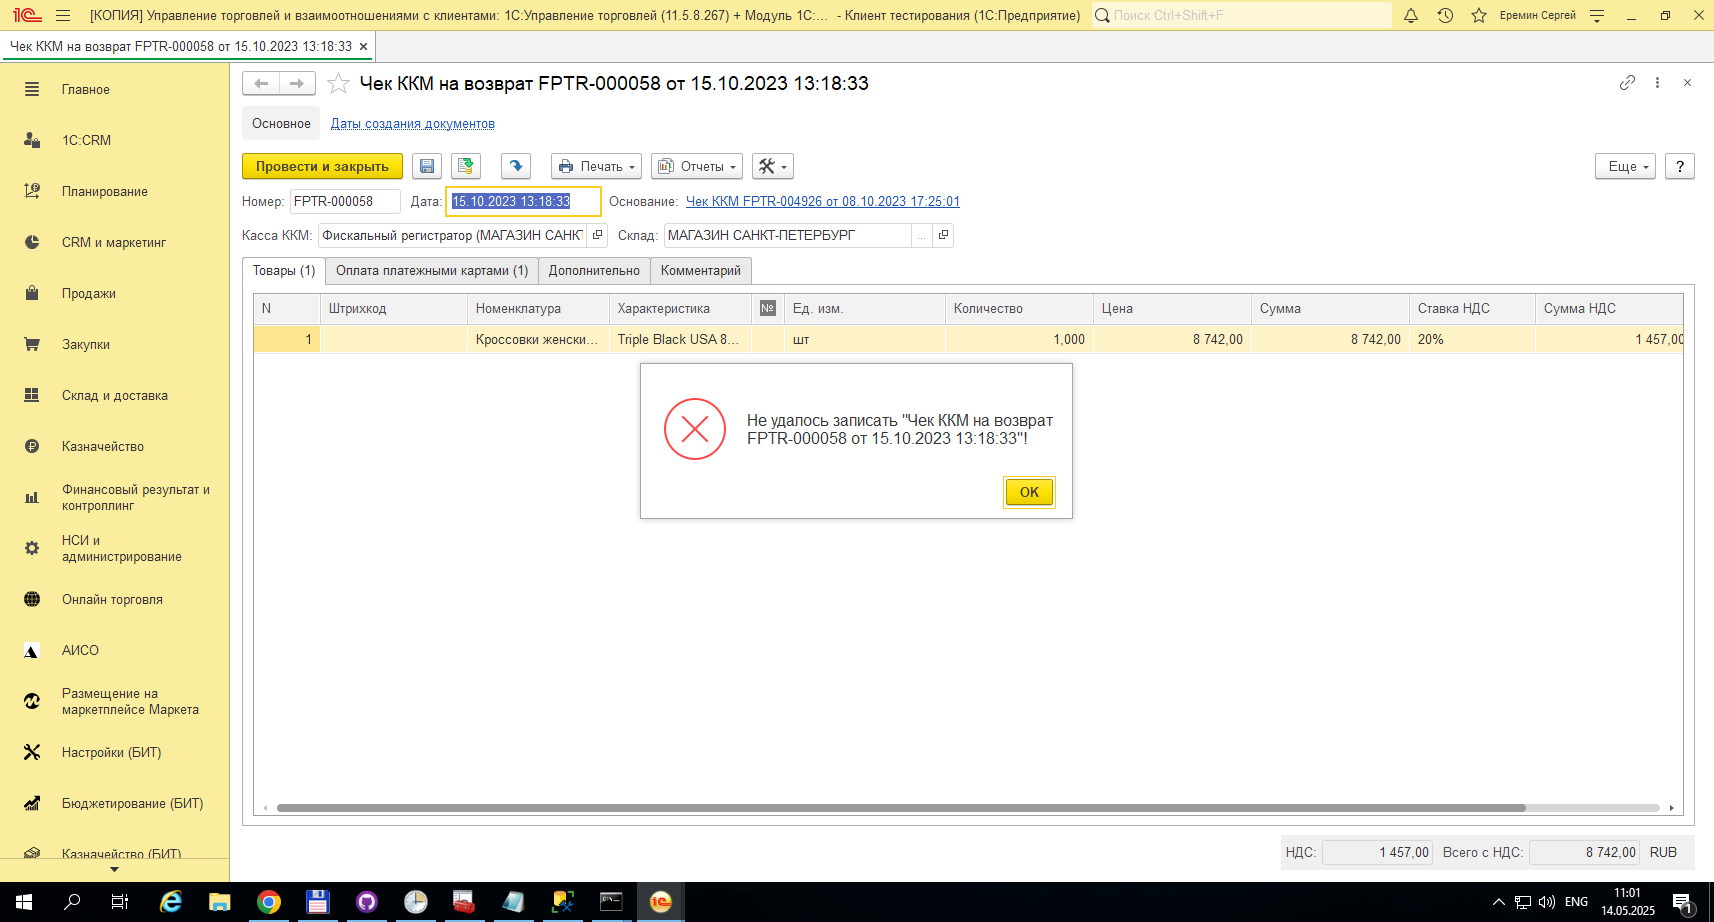 [КОПИЯ] Управление торговлей и взаимоотношениями с клиентами: 1С:Управление торговлей (11.5.8.267) + Модуль 1С:... - Клиент тестирования (1С:Предприятие)
Поиск Ctrl+Shift+F
Еремин Сергей
Чек ККМ на возврат FPTR-000058 от 15.10.2023 13:18:33 ×
Главное
1С:CRM
Планирование
CRM и маркетинг
Продажи
Закупки
Склад и доставка
Казначейство
Финансовый результат и
контроллинг
НСИ и
администрирование
Онлайн торговля
АИСО
Размещение на
маркетплейсе Маркета
Настройки (БИТ)
Бюджетирование (БИТ)
Казначейство (БИТ)
Чек ККМ на возврат FPTR-000058 от 15.10.2023 13:18:33
Основное Даты создания документов
Провести и закрыть Печать Отчеты Еще ?
Номер: FPTR-000058 Дата: 15.10.2023 13:18:33 Основание: Чек ККМ FPTR-004926 от 08.10.2023 17:25:01
Касса ККМ: Фискальный регистратор (МАГАЗИН САНКТ Склад: МАГАЗИН САНКТ-ПЕТЕРБУРГ ...
Товары (1) Оплата платежными картами (1) Дополнительно Комментарий
N Штрихкод Номенклатура Характеристика № Ед. изм. Количество Цена Сумма Ставка НДС Сумма НДС
1 Кроссовки женски... Triple Black USA 8... шт 1,000 8 742,00 8 742,00 20% 1 457,00
Не удалось записать "Чек ККМ на возврат
FPTR-000058 от 15.10.2023 13:18:33"!
OK
НДС: 1 457,00 Всего с НДС: 8 742,00 RUB
ENG
11:01
14.05.2025
1